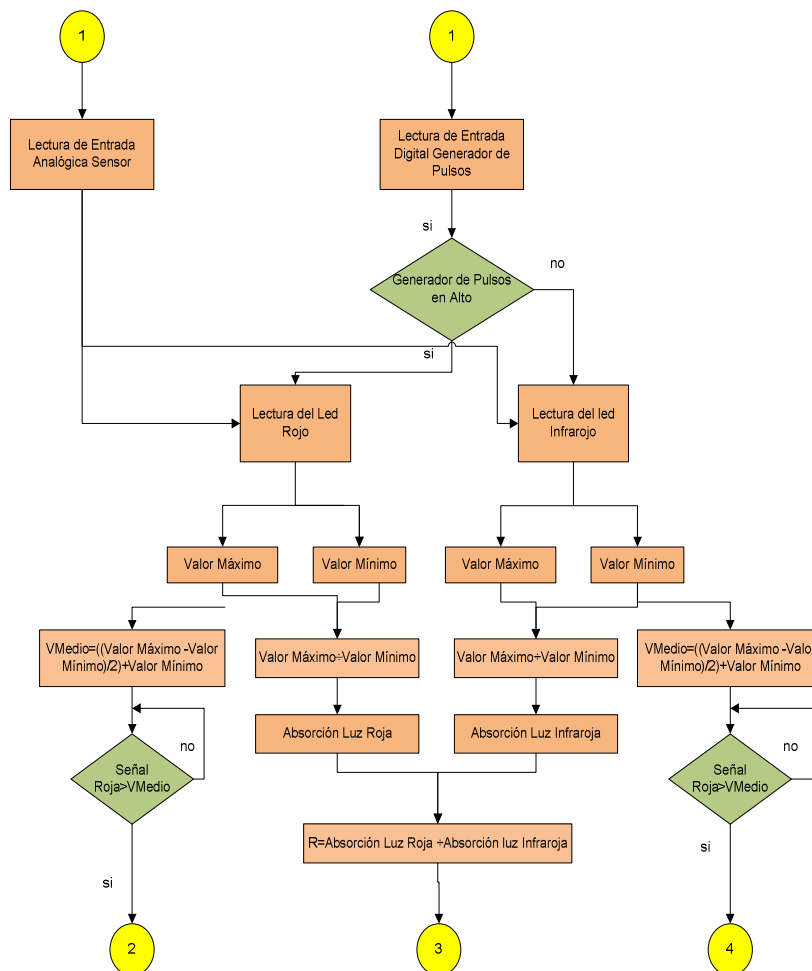 1
1
Lectura de Entrada
Analógica Sensor
Lectura de Entrada
Digital Generador de
Pulsos
si
Generador de Pulsos
en Alto
no
si
Lectura del Led
Rojo
Lectura del led
Infrarojo
Valor Máximo
Valor Mínimo
Valor Máximo
Valor Mínimo
VMedio=((Valor Máximo -Valor
Mínimo)/2)+Valor Mínimo
Valor Máximo÷Valor Mínimo
Valor Máximo÷Valor Mínimo
VMedio=((Valor Máximo -Valor
Mínimo)/2)+Valor Mínimo
Absorción Luz Roja
Absorción Luz Infraroja
no
Señal
Roja>VMedio
no
Señal
Roja>VMedio
R=Absorción Luz Roja ÷Absorción luz Infraroja
si
si
2
3
4